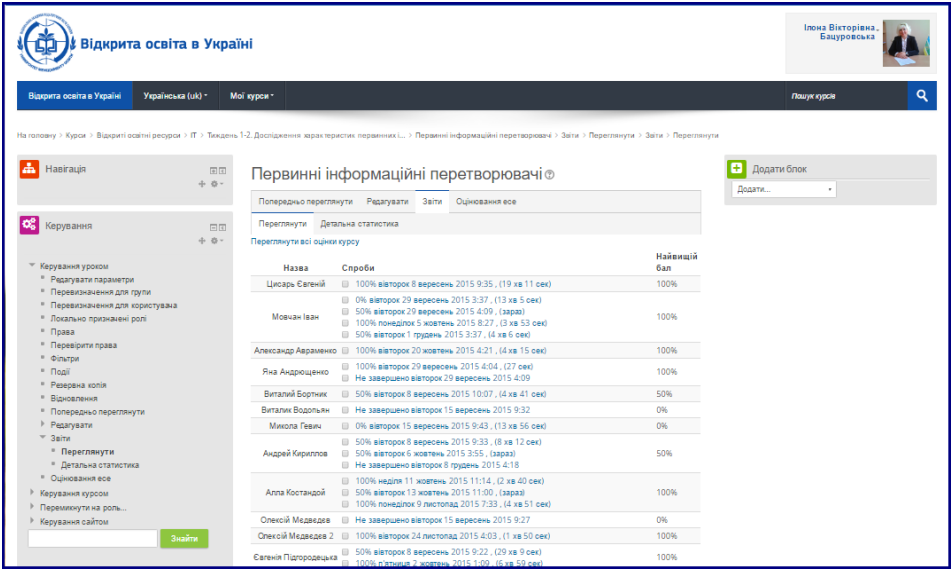 Відкрита освіта в Україні
Ілона Вікторівна
Бацуровська
Відкрита освіта в Україні
Українська (uk)
Мої курси
Пошук курсів
На головну > Курси > Відкриті освітні ресурси > ІТ > Тиждень 1-2. Дослідження характеристик первинних і... > Первинні інформаційні перетворювачі > Звіти > Переглянути > Звіти > Переглянути
Навігація
Керування
Керування уроком
Редагувати параметри
Перевизначення для групи
Перевизначення для користувача
Локально призначені ролі
Права
Перевірити права
Фільтри
Події
Резервна копія
Відновлення
Попередньо переглянути
Редагувати
Звіти
Переглянути
Детальна статистика
Оцінювання есе
Керування курсом
Перемикнути на роль...
Керування сайтом
Знайти
Первинні інформаційні перетворювачі
Попередньо переглянути Редагувати Звіти Оцінювання есе
Переглянути Детальна статистика
Переглянути всі оцінки курсу
Назва Спроби Найвищій бал
Цисарь Євгеній 100% вівторок 8 вересень 2015 9:35 , (19 хв 11 сек) 100%
0% вівторок 29 вересень 2015 3:37 , (13 хв 5 сек)
50% вівторок 29 вересень 2015 4:09 , (зараз)
Мовчан Іван 100%
100% понеділок 5 жовтень 2015 8:27 , (3 хв 53 сек)
50% вівторок 1 грудень 2015 3:37 , (4 хв 6 сек)
Александр Авраменко 100% вівторок 20 жовтень 2015 4:21 , (4 хв 15 сек) 100%
100% вівторок 29 вересень 2015 4:04 , (27 сек)
Яна Андрющенко 100%
Не завершено вівторок 29 вересень 2015 4:09
Виталий Бортник 50% вівторок 8 вересень 2015 10:07 , (4 хв 41 сек) 50%
Виталик Водопьян Не завершено вівторок 15 вересень 2015 9:32 0%
Микола Гевич 0% вівторок 15 вересень 2015 9:43 , (13 хв 56 сек) 0%
50% вівторок 8 вересень 2015 9:33 , (8 хв 12 сек)
Андрей Кириллов 50% вівторок 6 жовтень 2015 3:55 , (зараз) 50%
Не завершено вівторок 8 грудень 2015 4:18
100% неділя 11 жовтень 2015 11:14 , (2 хв 40 сек)
Алла Костандой 50% вівторок 13 жовтень 2015 11:00 , (зараз) 100%
100% понеділок 9 листопад 2015 7:33 , (4 хв 51 сек)
Олексій Медведєв Не завершено вівторок 15 вересень 2015 9:27 0%
Олексій Медведєв 2 100% вівторок 24 листопад 2015 4:03 , (1 хв 50 сек) 100%
50% вівторок 8 вересень 2015 9:22 , (29 хв 9 сек)
Євгенія Підгородецька 100%
100% п'ятниця 2 жовтень 2015 1:09 , (6 хв 59 сек)
Додати блок
Додати...